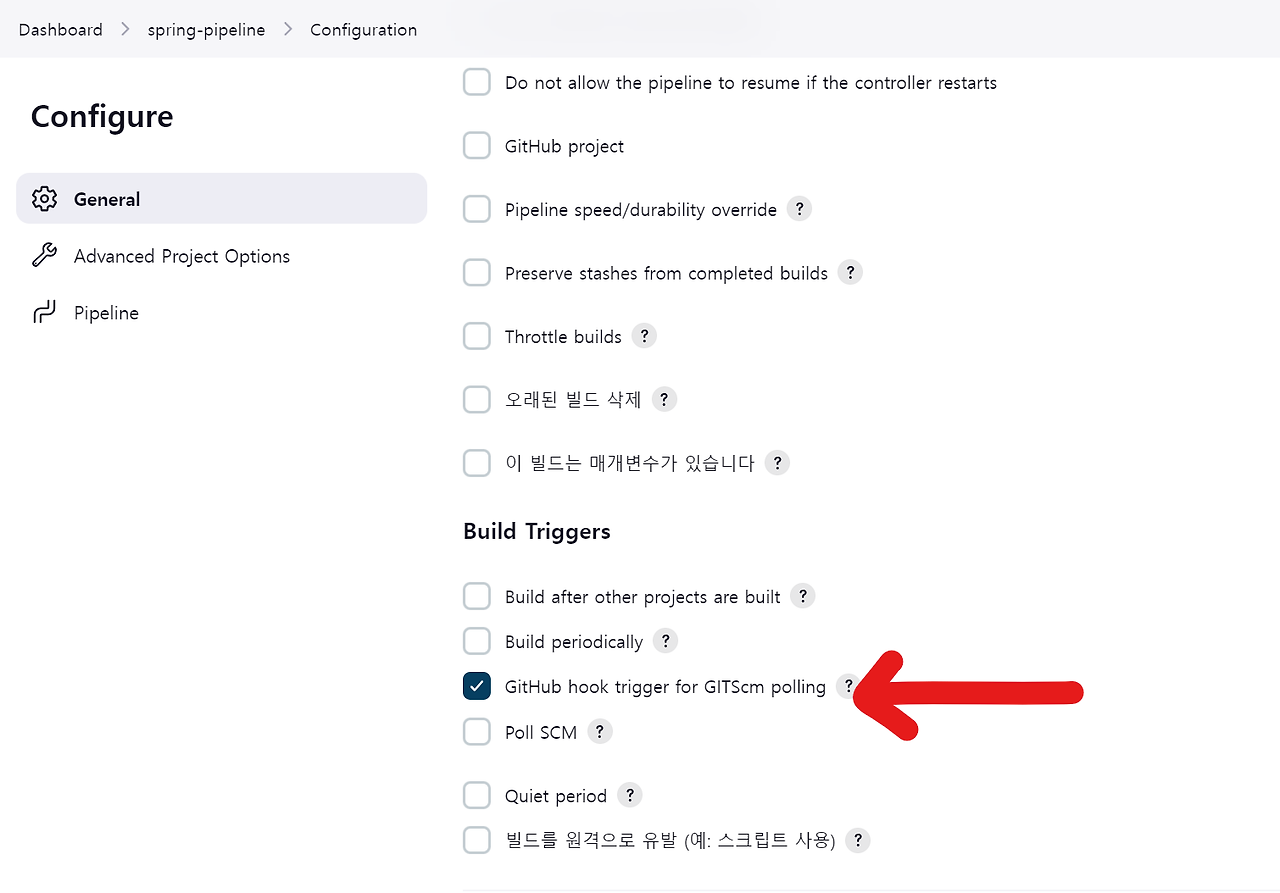 Dashboard > spring-pipeline > Configuration
Configure
General
Advanced Project Options
Pipeline
Do not allow the pipeline to resume if the controller restarts
GitHub project
Pipeline speed/durability override ?
Preserve stashes from completed builds ?
Throttle builds ?
오래된 빌드 삭제 ?
이 빌드는 매개변수가 있습니다 ?
Build Triggers
Build after other projects are built ?
Build periodically ?
GitHub hook trigger for GITScm polling ?
Poll SCM ?
Quiet period ?
빌드를 원격으로 유발 (예: 스크립트 사용) ?